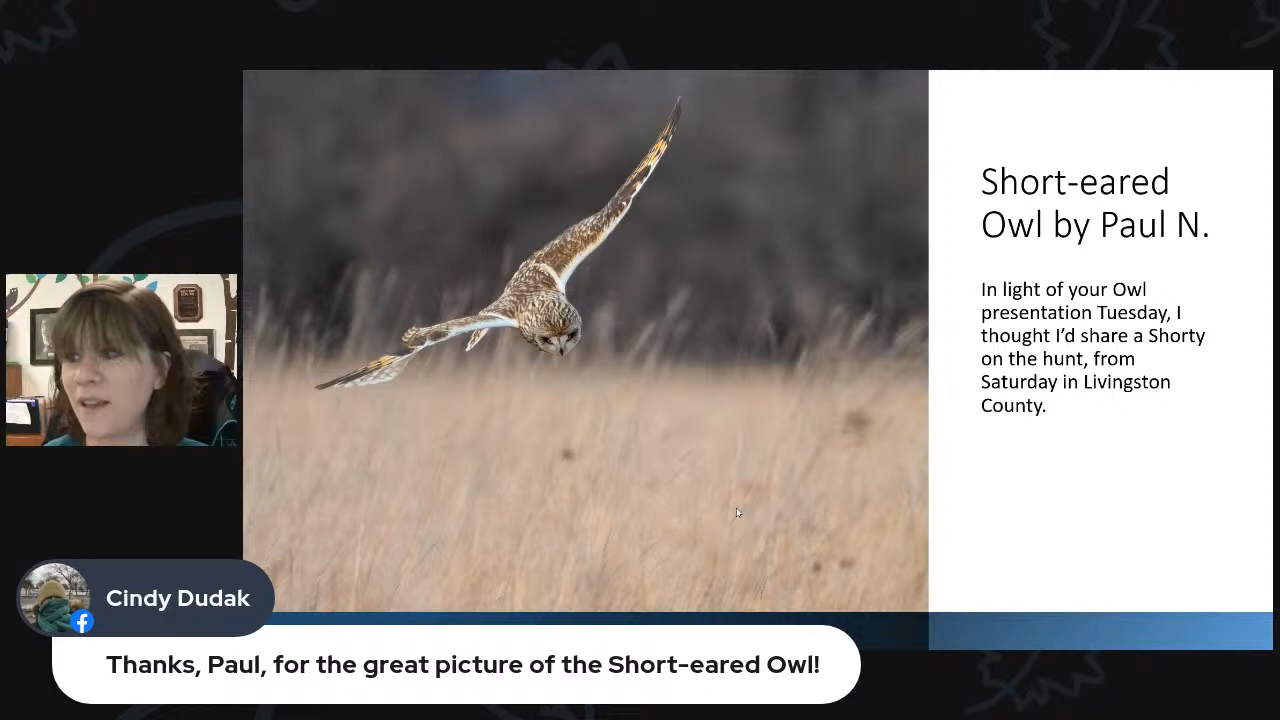 Short-eared
Owl by Paul N.
In light of your Owl
presentation Tuesday, I
thought I'd share a Shorty
on the hunt, from
Saturday in Livingston
County.
Cindy Dudak
Thanks, Paul, for the great picture of the Short-eared Owl!